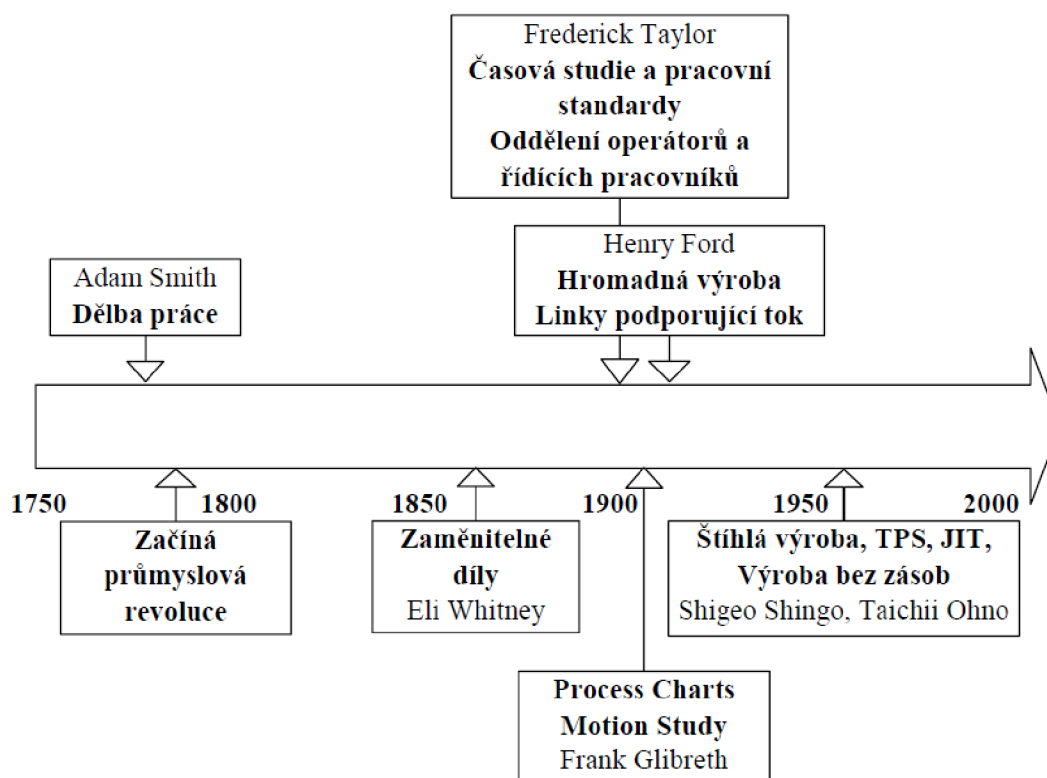 Frederick Taylor
Časová studie a pracovní
standardy
Oddělení operátorů a
řídících pracovníků
Henry Ford
Hromadná výroba
Linky podporující tok
Adam Smith
Dělba práce
1750 1800 1850 1900 1950 2000
Začíná
průmyslová
revoluce
Zaměnitelné
díly
Eli Whitney
Štíhlá výroba, TPS, JIT,
Výroba bez zásob
Shigeo Shingo, Taichii Ohno
Process Charts
Motion Study
Frank Glibreth